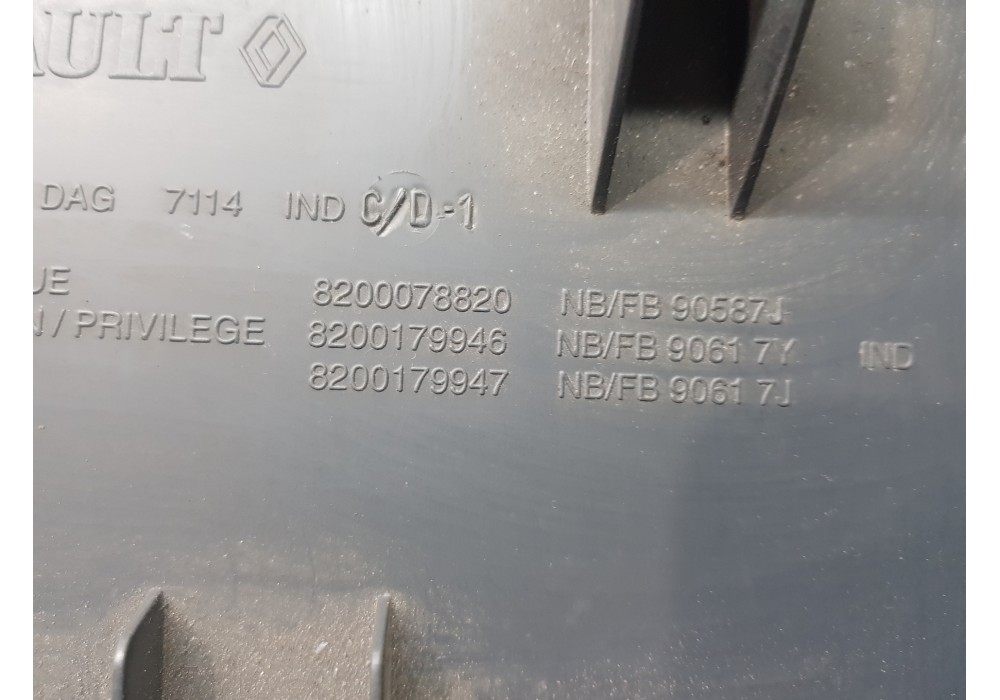 AULT
DAG 7114 IND C/D-1
UE 8200078820 NB/FB 90587J
N / PRIVILEGE 8200179946 NB/FB 9061 7Y IND
8200179947 NB/FB 9061 7J